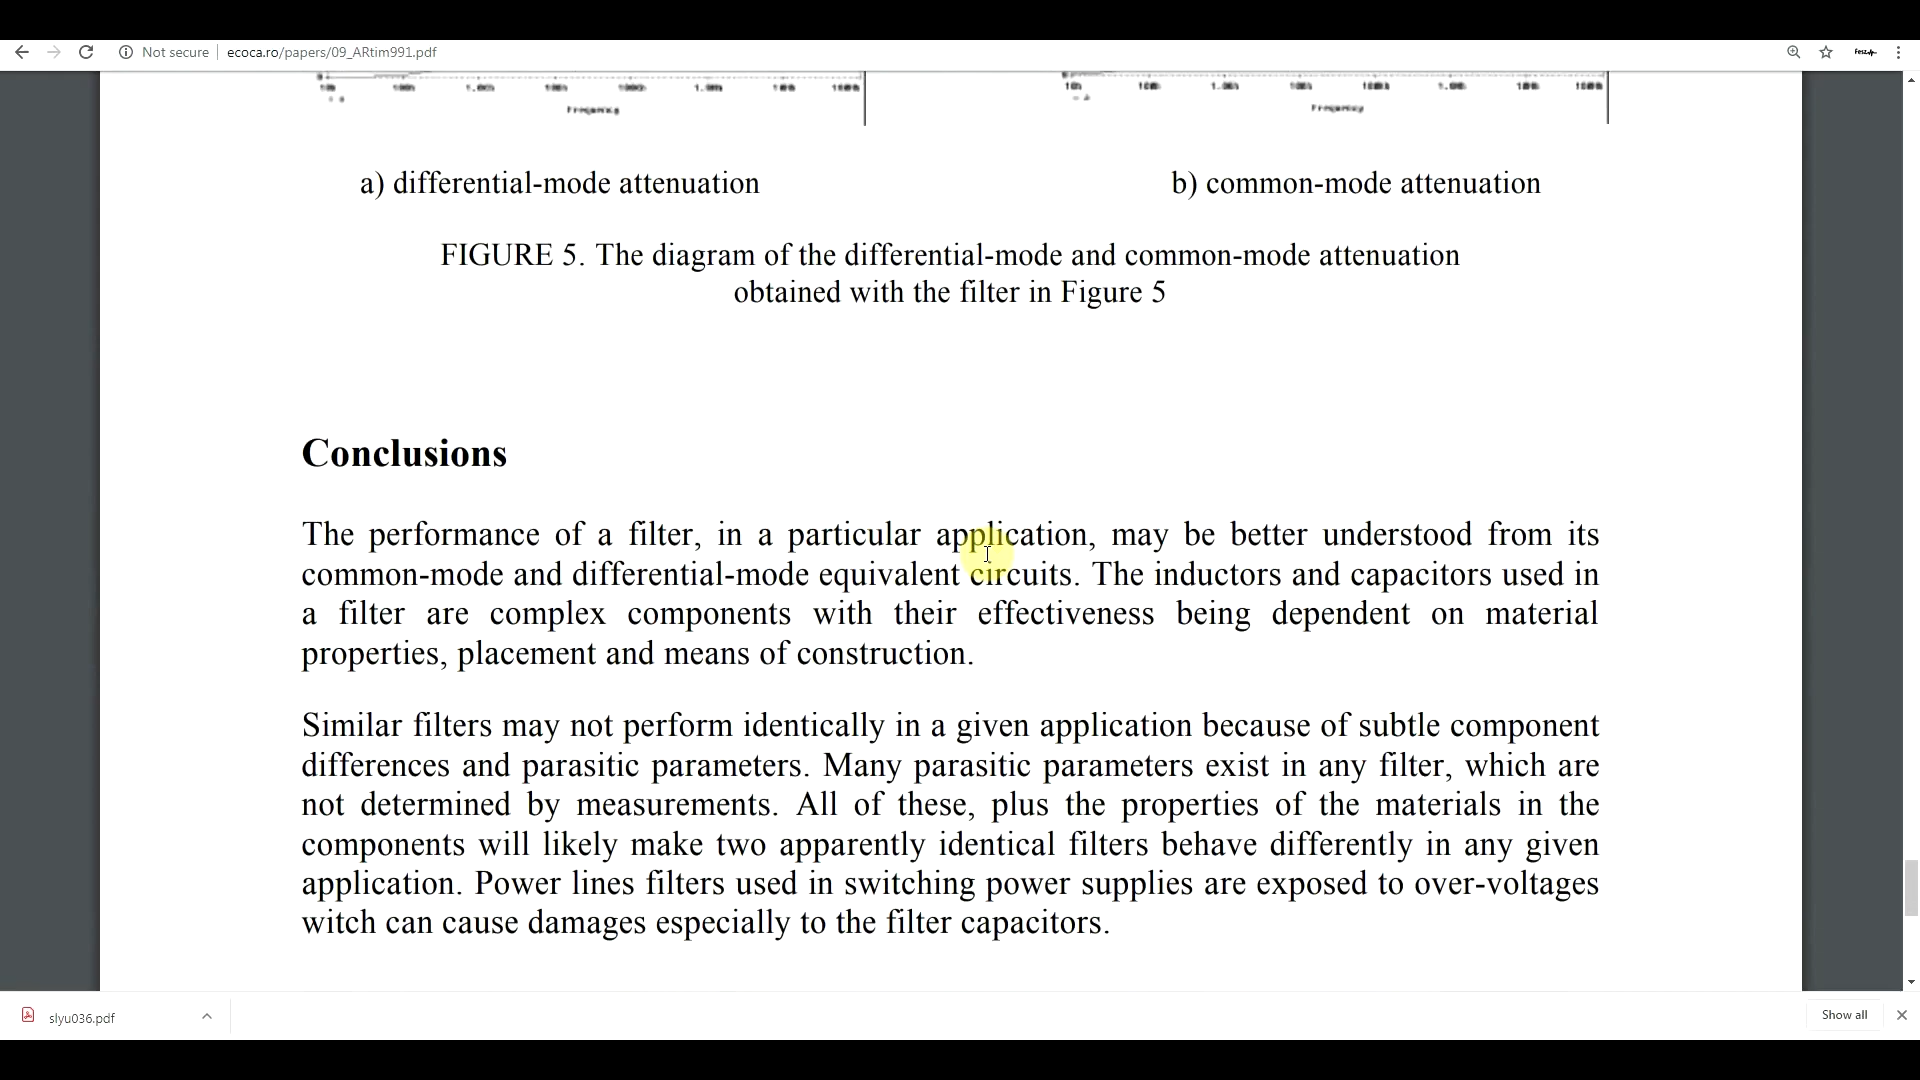 Not secure ecoca.ro/papers/09_ARtim991.pdf
Frequency Frequency
a) differential-mode attenuation b) common-mode attenuation
FIGURE 5. The diagram of the differential-mode and common-mode attenuation
obtained with the filter in Figure 5
Conclusions
The performance of a filter, in a particular application, may be better understood from its
common-mode and differential-mode equivalent circuits. The inductors and capacitors used in
a filter are complex components with their effectiveness being dependent on material
properties, placement and means of construction.
Similar filters may not perform identically in a given application because of subtle component
differences and parasitic parameters. Many parasitic parameters exist in any filter, which are
not determined by measurements. All of these, plus the properties of the materials in the
components will likely make two apparently identical filters behave differently in any given
application. Power lines filters used in switching power supplies are exposed to over-voltages
witch can cause damages especially to the filter capacitors.
slyu036.pdf Show all